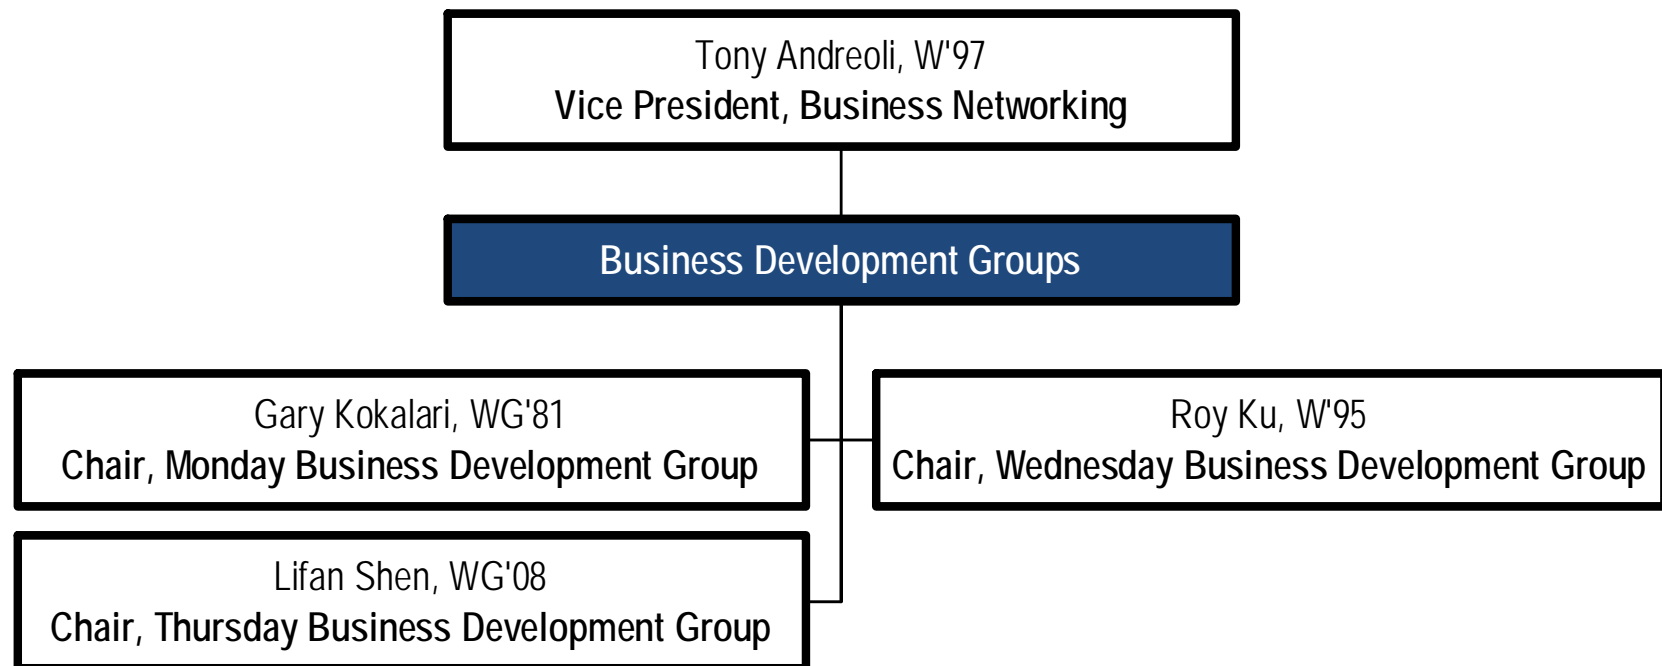 Tony Andreoli, W'97
Vice President, Business Networking
Business Development Groups
Gary Kokalari, WG'81
Chair, Monday Business Development Group
Roy Ku, W'95
Chair, Wednesday Business Development Group
Lifan Shen, WG'08
Chair, Thursday Business Development Group